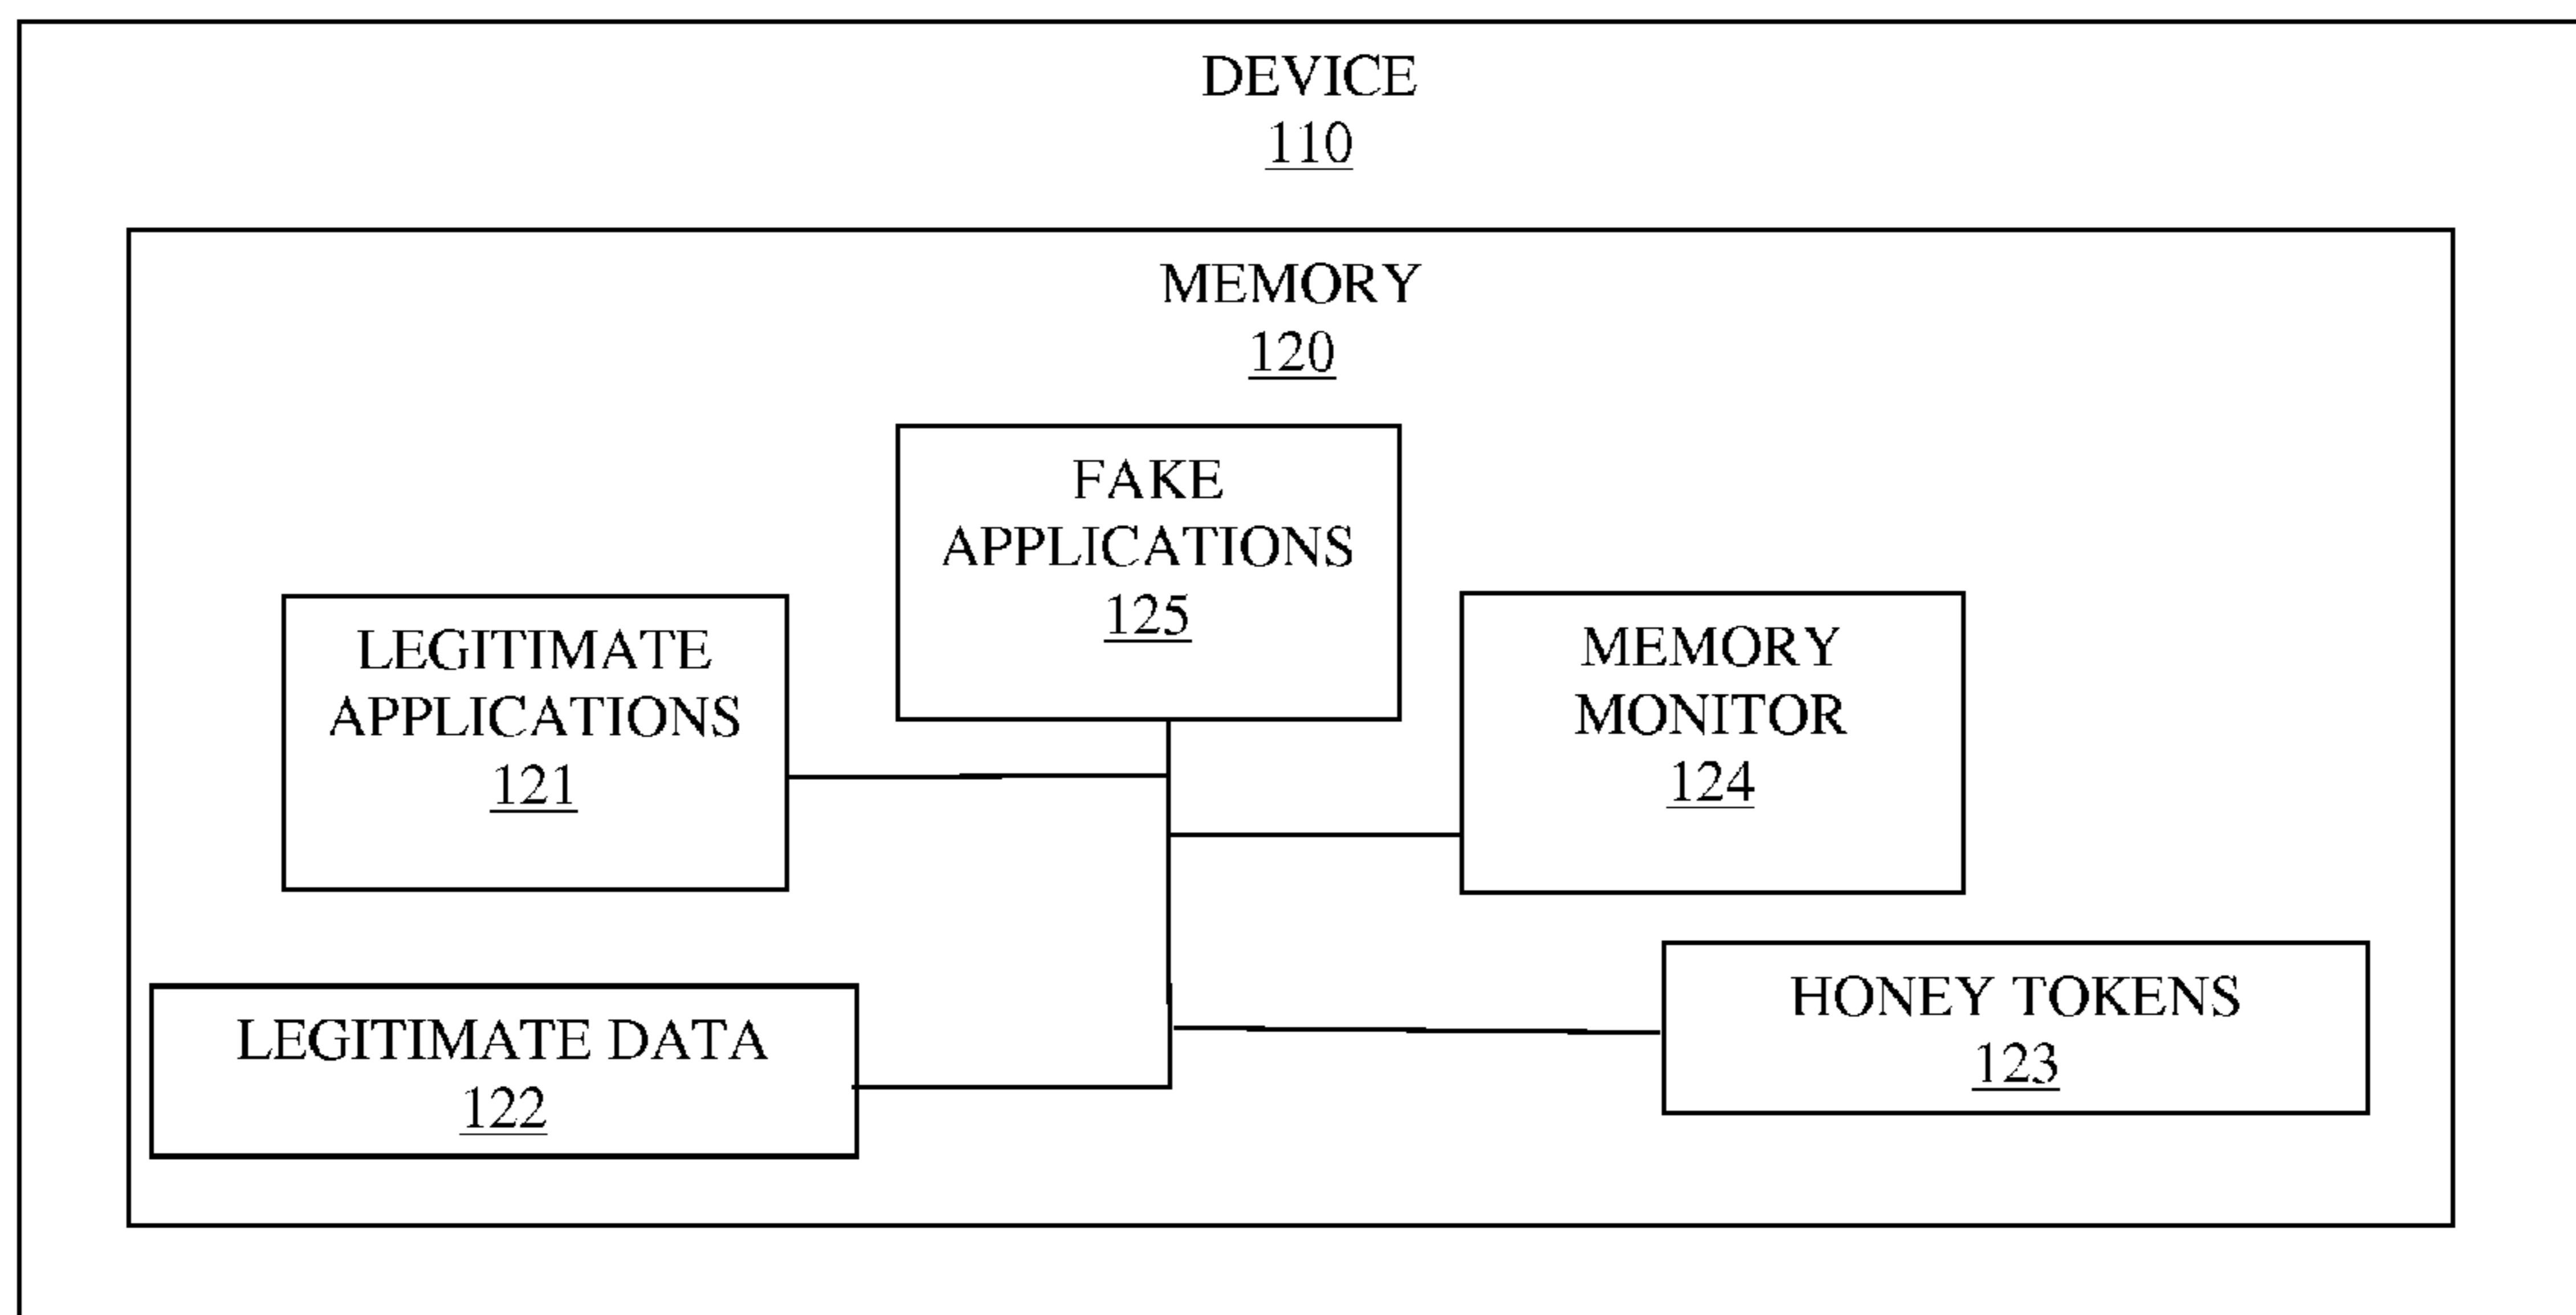 DEVICE
110
MEMORY
120
FAKE
APPLICATIONS
125
LEGITIMATE
APPLICATIONS
121
MEMORY
MONITOR
124
LEGITIMATE DATA
122
HONEY TOKENS
123